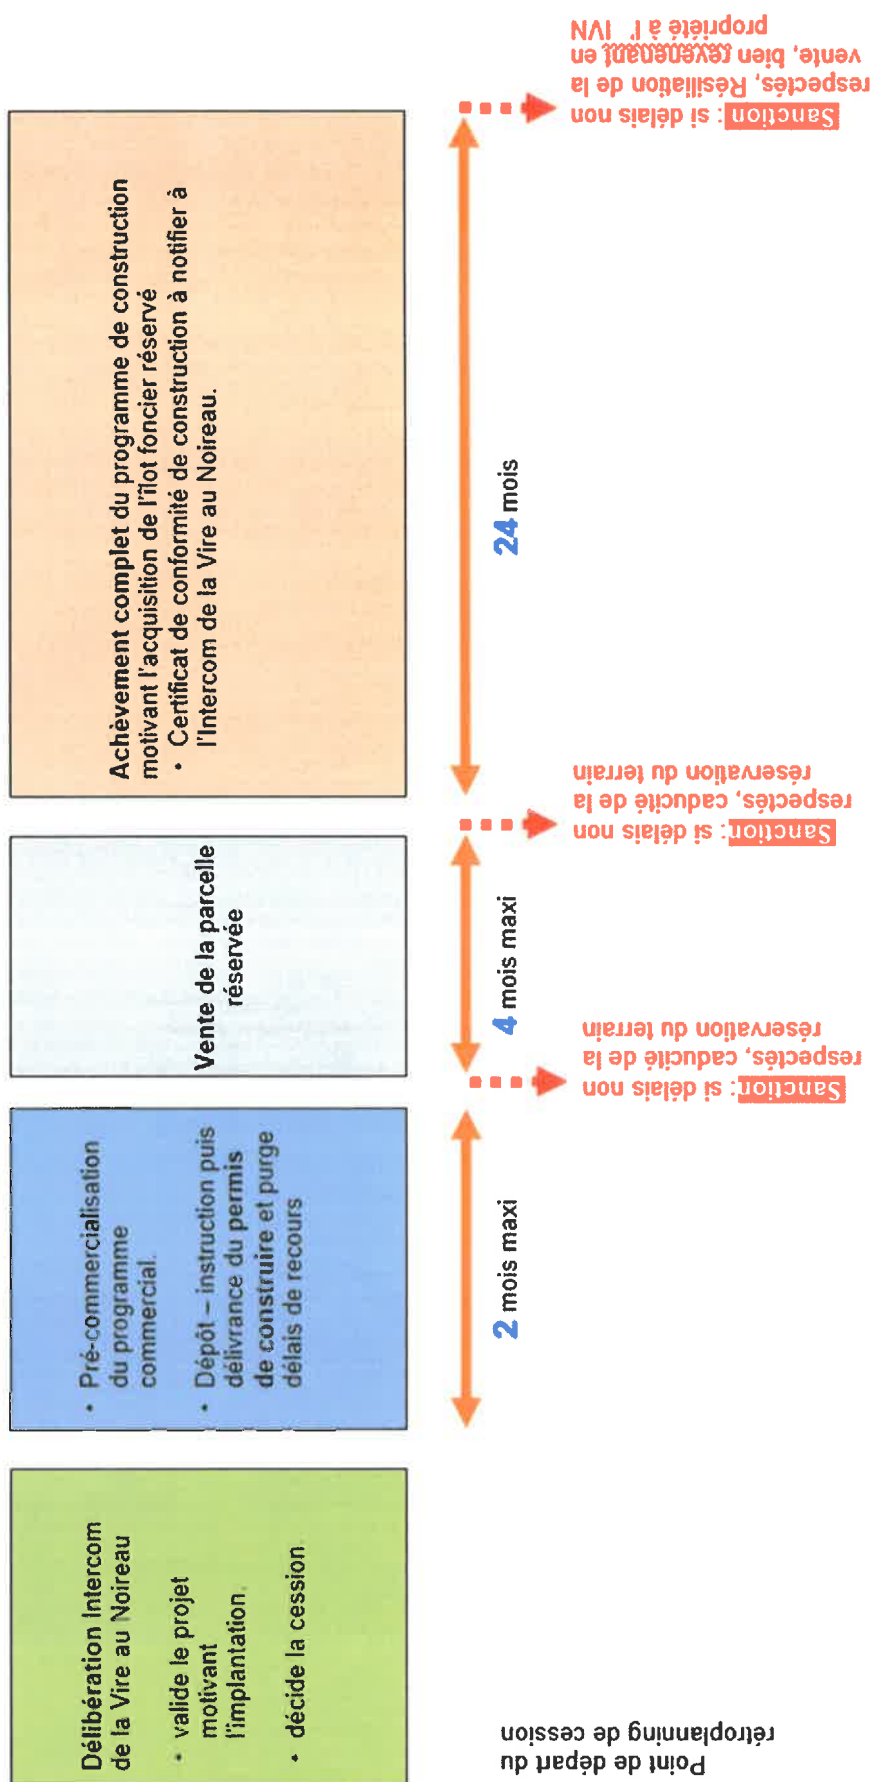 Délibération Intercom
de la Vire au Noireau
• valide le projet
motivant
l'implantation.
• décide la cession.
• Pré-commercialisation
du programme
commercial.
• Dépôt – instruction puis
délivrance du permis
de construire et purge
délais de recours
Vente de la parcelle
réservée
Achèvement complet du programme de construction
motivant l'acquisition de l'îlot foncier réservé
• Certificat de conformité de construction à notifier à
l'Intercom de la Vire au Noireau.
2 mois maxi
4 mois maxi
24 mois
Point de départ du
rétroplanning de cession
Sanction : si délais non
respectés, caducité de la
réservation du terrain
Sanction : si délais non
respectés, caducité de la
réservation du terrain
Sanction : si délais non
respectés, Résiliation de la
vente, bien revenenant en
propriété à l' IVN